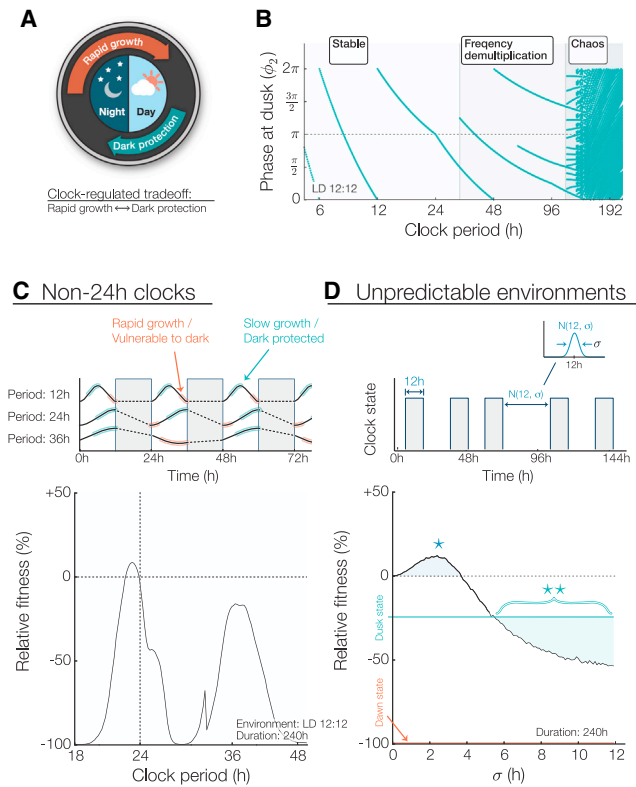 A
Rapid growth
Night
Day
Dark protection
Clock-regulated tradeoff:
Rapid growth ⟷ Dark protection
B
Stable
Freqency demultiplication
Chaos
Phase at dusk (ϕ2)
2π
3π/2
π
π/2
0
LD 12:12
6
12
24
48
96
192
Clock period (h)
C Non-24h clocks
Rapid growth /
Vulnerable to dark
Slow growth /
Dark protected
Period: 12h
Period: 24h
Period: 36h
0h
24h
48h
72h
Time (h)
Relative fitness (%)
+50
0
-50
-100
18
24
36
48
Environment: LD 12:12
Duration: 240h
Clock period (h)
D Unpredictable environments
N(12, σ)
σ
12h
12h
N(12, σ)
Clock state
0h
48h
96h
144h
Time (h)
Relative fitness (%)
+50
0
-50
-100
Dusk state
Dawn state
Duration: 240h
0
2
4
6
8
10
12
σ (h)